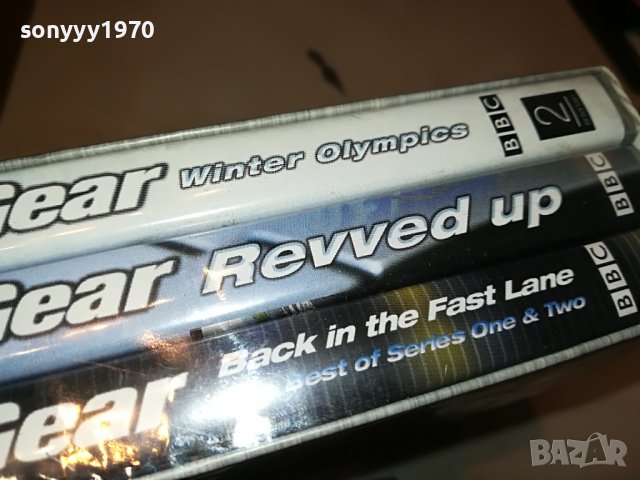 sonyyy1970
Gear Winter Olympics BBC 2
Gear Revved up BBC
Gear Back in the Fast Lane BBC
Best of Series One & Two
BAZAR